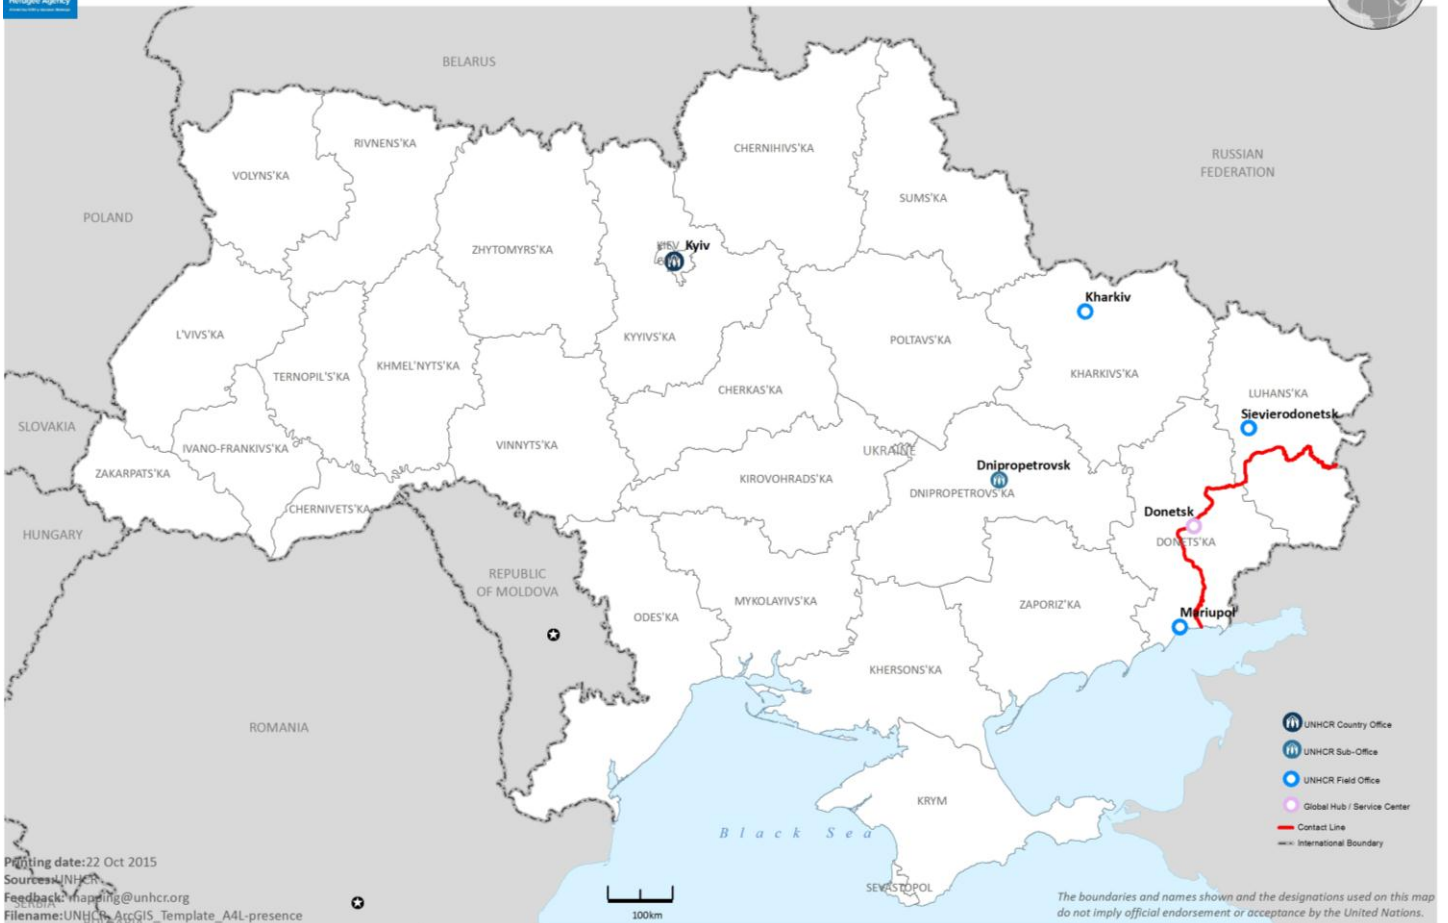 Refugee Agency
BELARUS
RUSSIAN
FEDERATION
POLAND
VOLYNS'KA
RIVNENS'KA
CHERNIHIVS'KA
SUMS'KA
ZHYTOMYRS'KA
KIEV
Kyiv
Kharkiv
L'VIVS'KA
KYYIVS'KA
POLTAVS'KA
TERNOPIL'S'KA
KHMEL'NYTS'KA
CHERKAS'KA
KHARKIVS'KA
LUHANS'KA
Sievierodonetsk
SLOVAKIA
IVANO-FRANKIVS'KA
VINNYTS'KA
UKRAINE
ZAKARPATS'KA
KIROVOHRADS'KA
Dnipropetrovsk
DNIPROPETROVS'KA
CHERNIVETS'KA
Donetsk
DONETS'KA
HUNGARY
REPUBLIC
OF MOLDOVA
MYKOLAYIVS'KA
ZAPORIZ'KA
ODES'KA
Mariupol'
KHERSONS'KA
ROMANIA
KRYM
Black Sea
SEVASTOPOL
UNHCR Country Office
UNHCR Sub-Office
UNHCR Field Office
Global Hub / Service Center
Contact Line
International Boundary
Printing date:22 Oct 2015
Sources:UNHCR
Feedback: mapping@unhcr.org
SERBIA
Filename:UNHCR_ArcGIS_Template_A4L-presence
100km
The boundaries and names shown and the designations used on this map
do not imply official endorsement or acceptance by the United Nations.